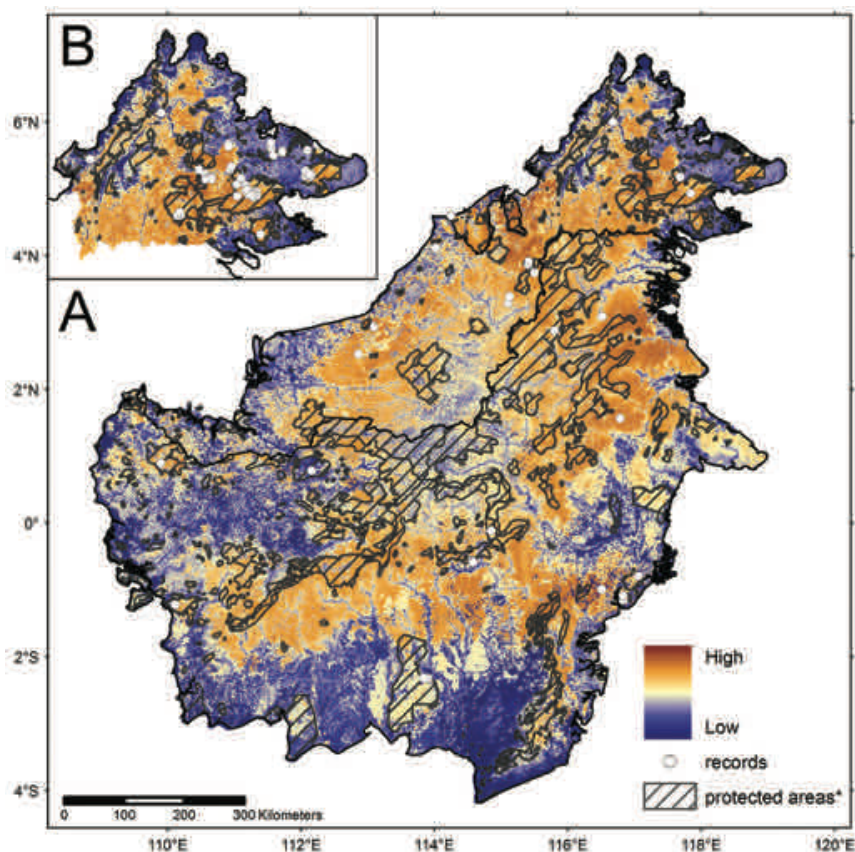 B
A
6°N
4°N
2°N
0°
2°S
4°S
High
Low
records
protected areas*
0 100 200 300 Kilometers
110°E 112°E 114°E 116°E 118°E 120°E